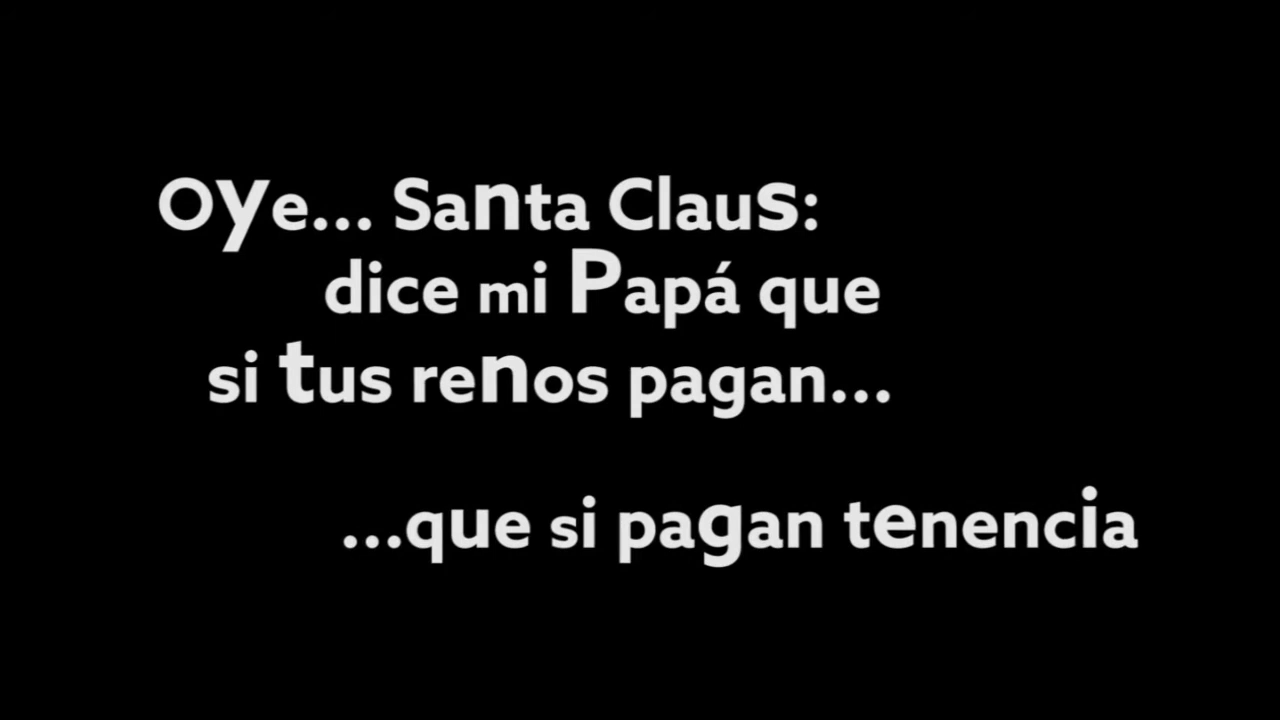 Oye... Santa Claus:
dice mi Papá que
si tus renos pagan...
...que si pagan tenencia